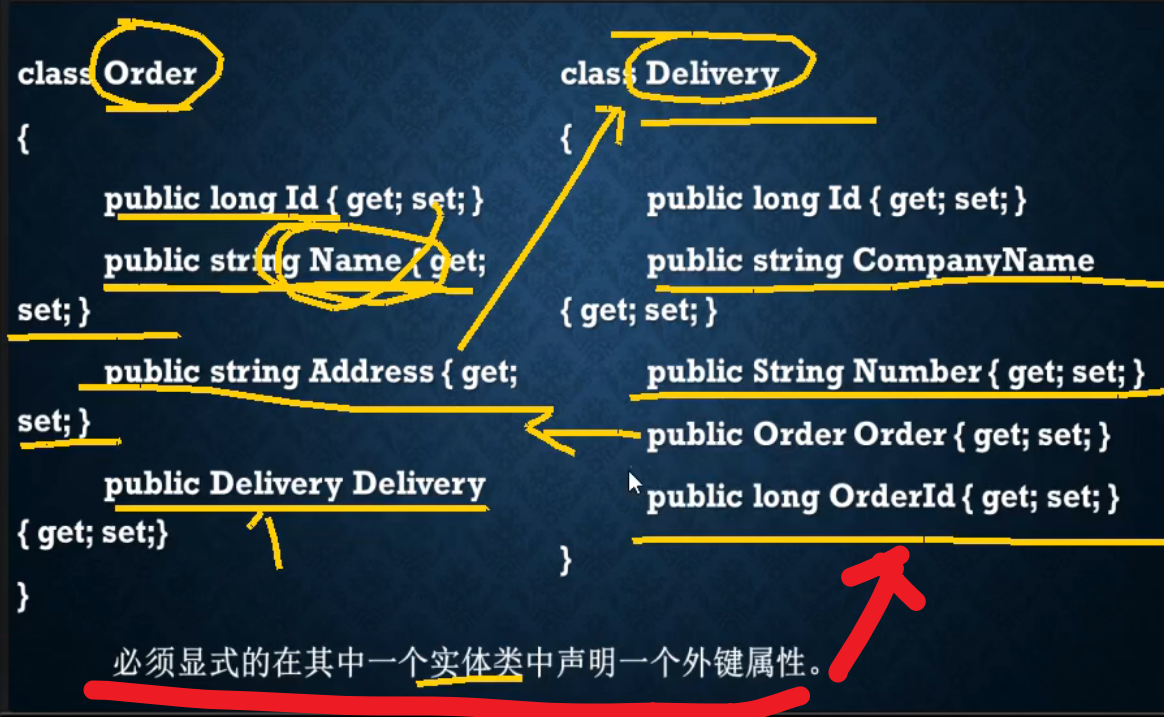 class Order
{
public long Id { get; set; }
public string Name { get;
set; }
public string Address { get;
set; }
public Delivery Delivery
{ get; set;}
}
class Delivery
{
public long Id { get; set; }
public string CompanyName
{ get; set; }
public String Number { get; set; }
public Order Order { get; set; }
public long OrderId { get; set; }
}
必须显式的在其中一个实体类中声明一个外键属性。